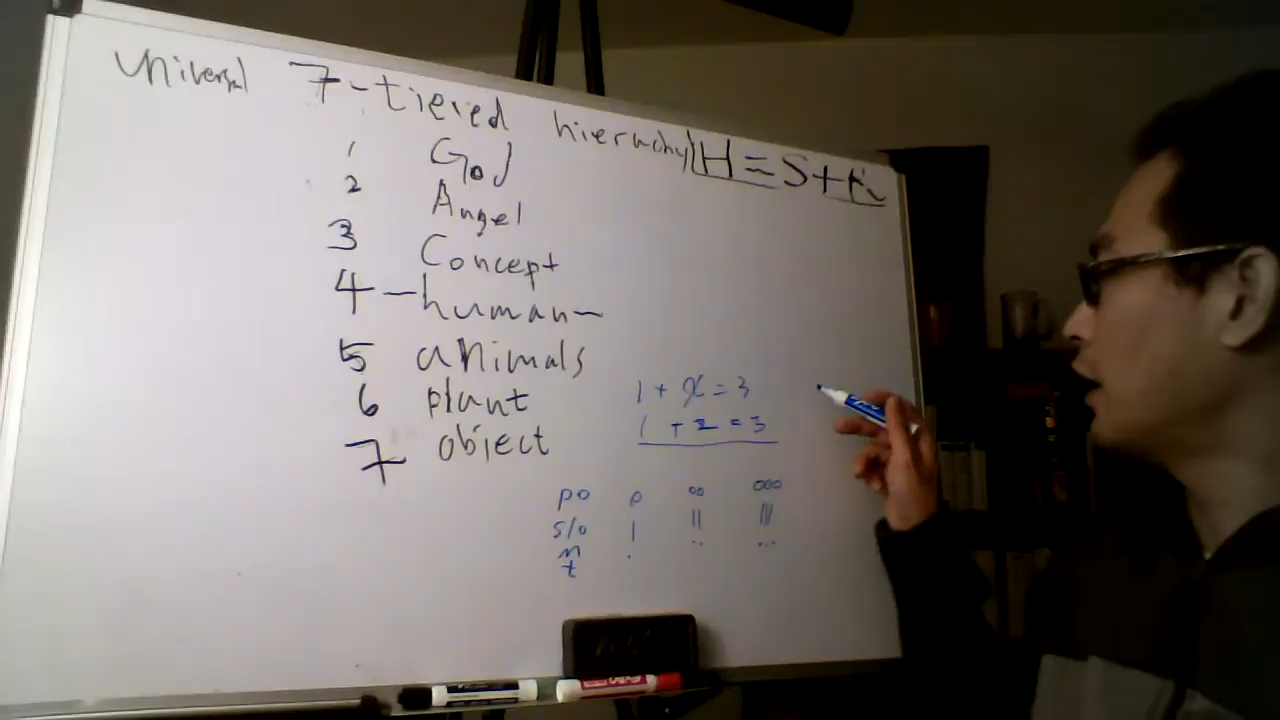 Universal 7-tiered hierarchy H = S +
1 God
2 Angel
3 Concept
4 - human -
5 animals
6 plant
7 object
1 + x = 3
1 + 2 = 3
po o oo ooo
s/o | || |||
m . .. ...
t